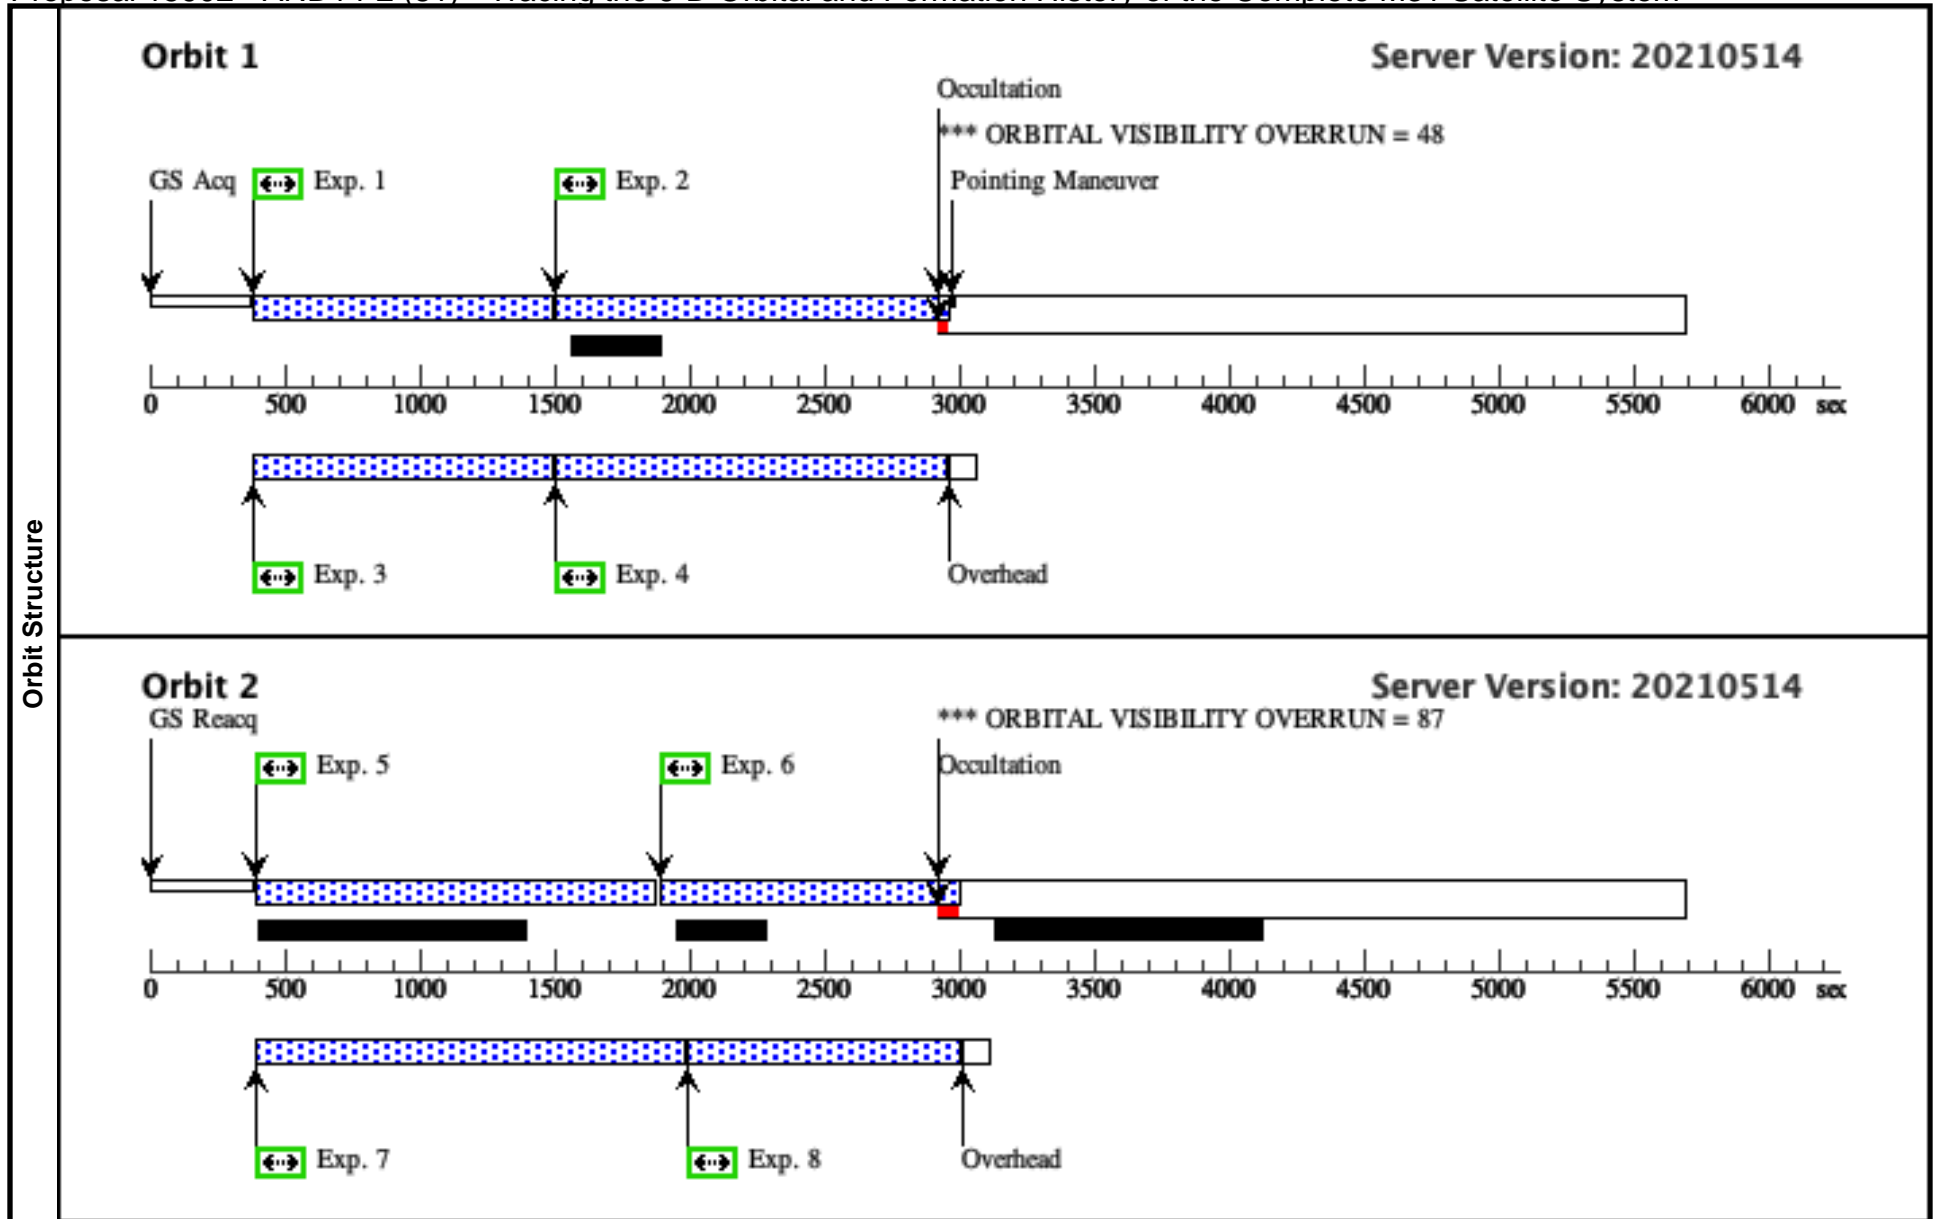 Orbit Structure
Orbit 1
Server Version: 20210514
Occultation
*** ORBITAL VISIBILITY OVERRUN = 48
GS Acq
Exp. 1
Exp. 2
Pointing Maneuver
0 500 1000 1500 2000 2500 3000 3500 4000 4500 5000 5500 6000 sec
Exp. 3
Exp. 4
Overhead
Orbit 2
Server Version: 20210514
GS Reacq
*** ORBITAL VISIBILITY OVERRUN = 87
Exp. 5
Exp. 6
Occultation
0 500 1000 1500 2000 2500 3000 3500 4000 4500 5000 5500 6000 sec
Exp. 7
Exp. 8
Overhead